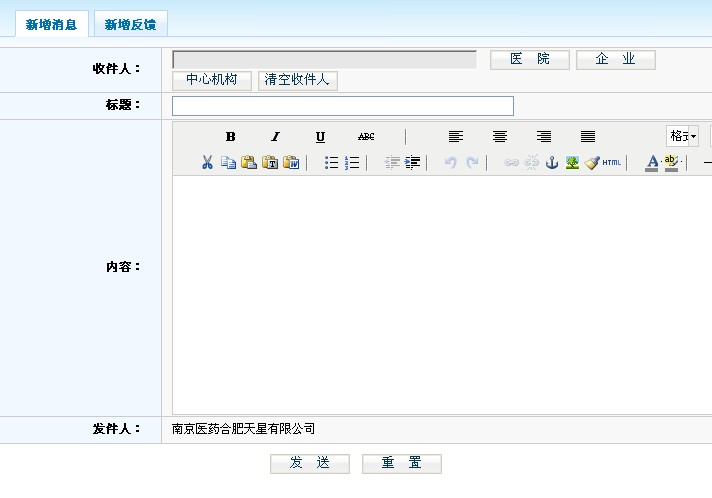 新增消息 新增反馈
收件人： 医 院 企 业
中心机构 清空收件人
标题：
B I U ABC 格式
HTML A ab
内容：
发件人： 南京医药合肥天星有限公司
发 送 重 置